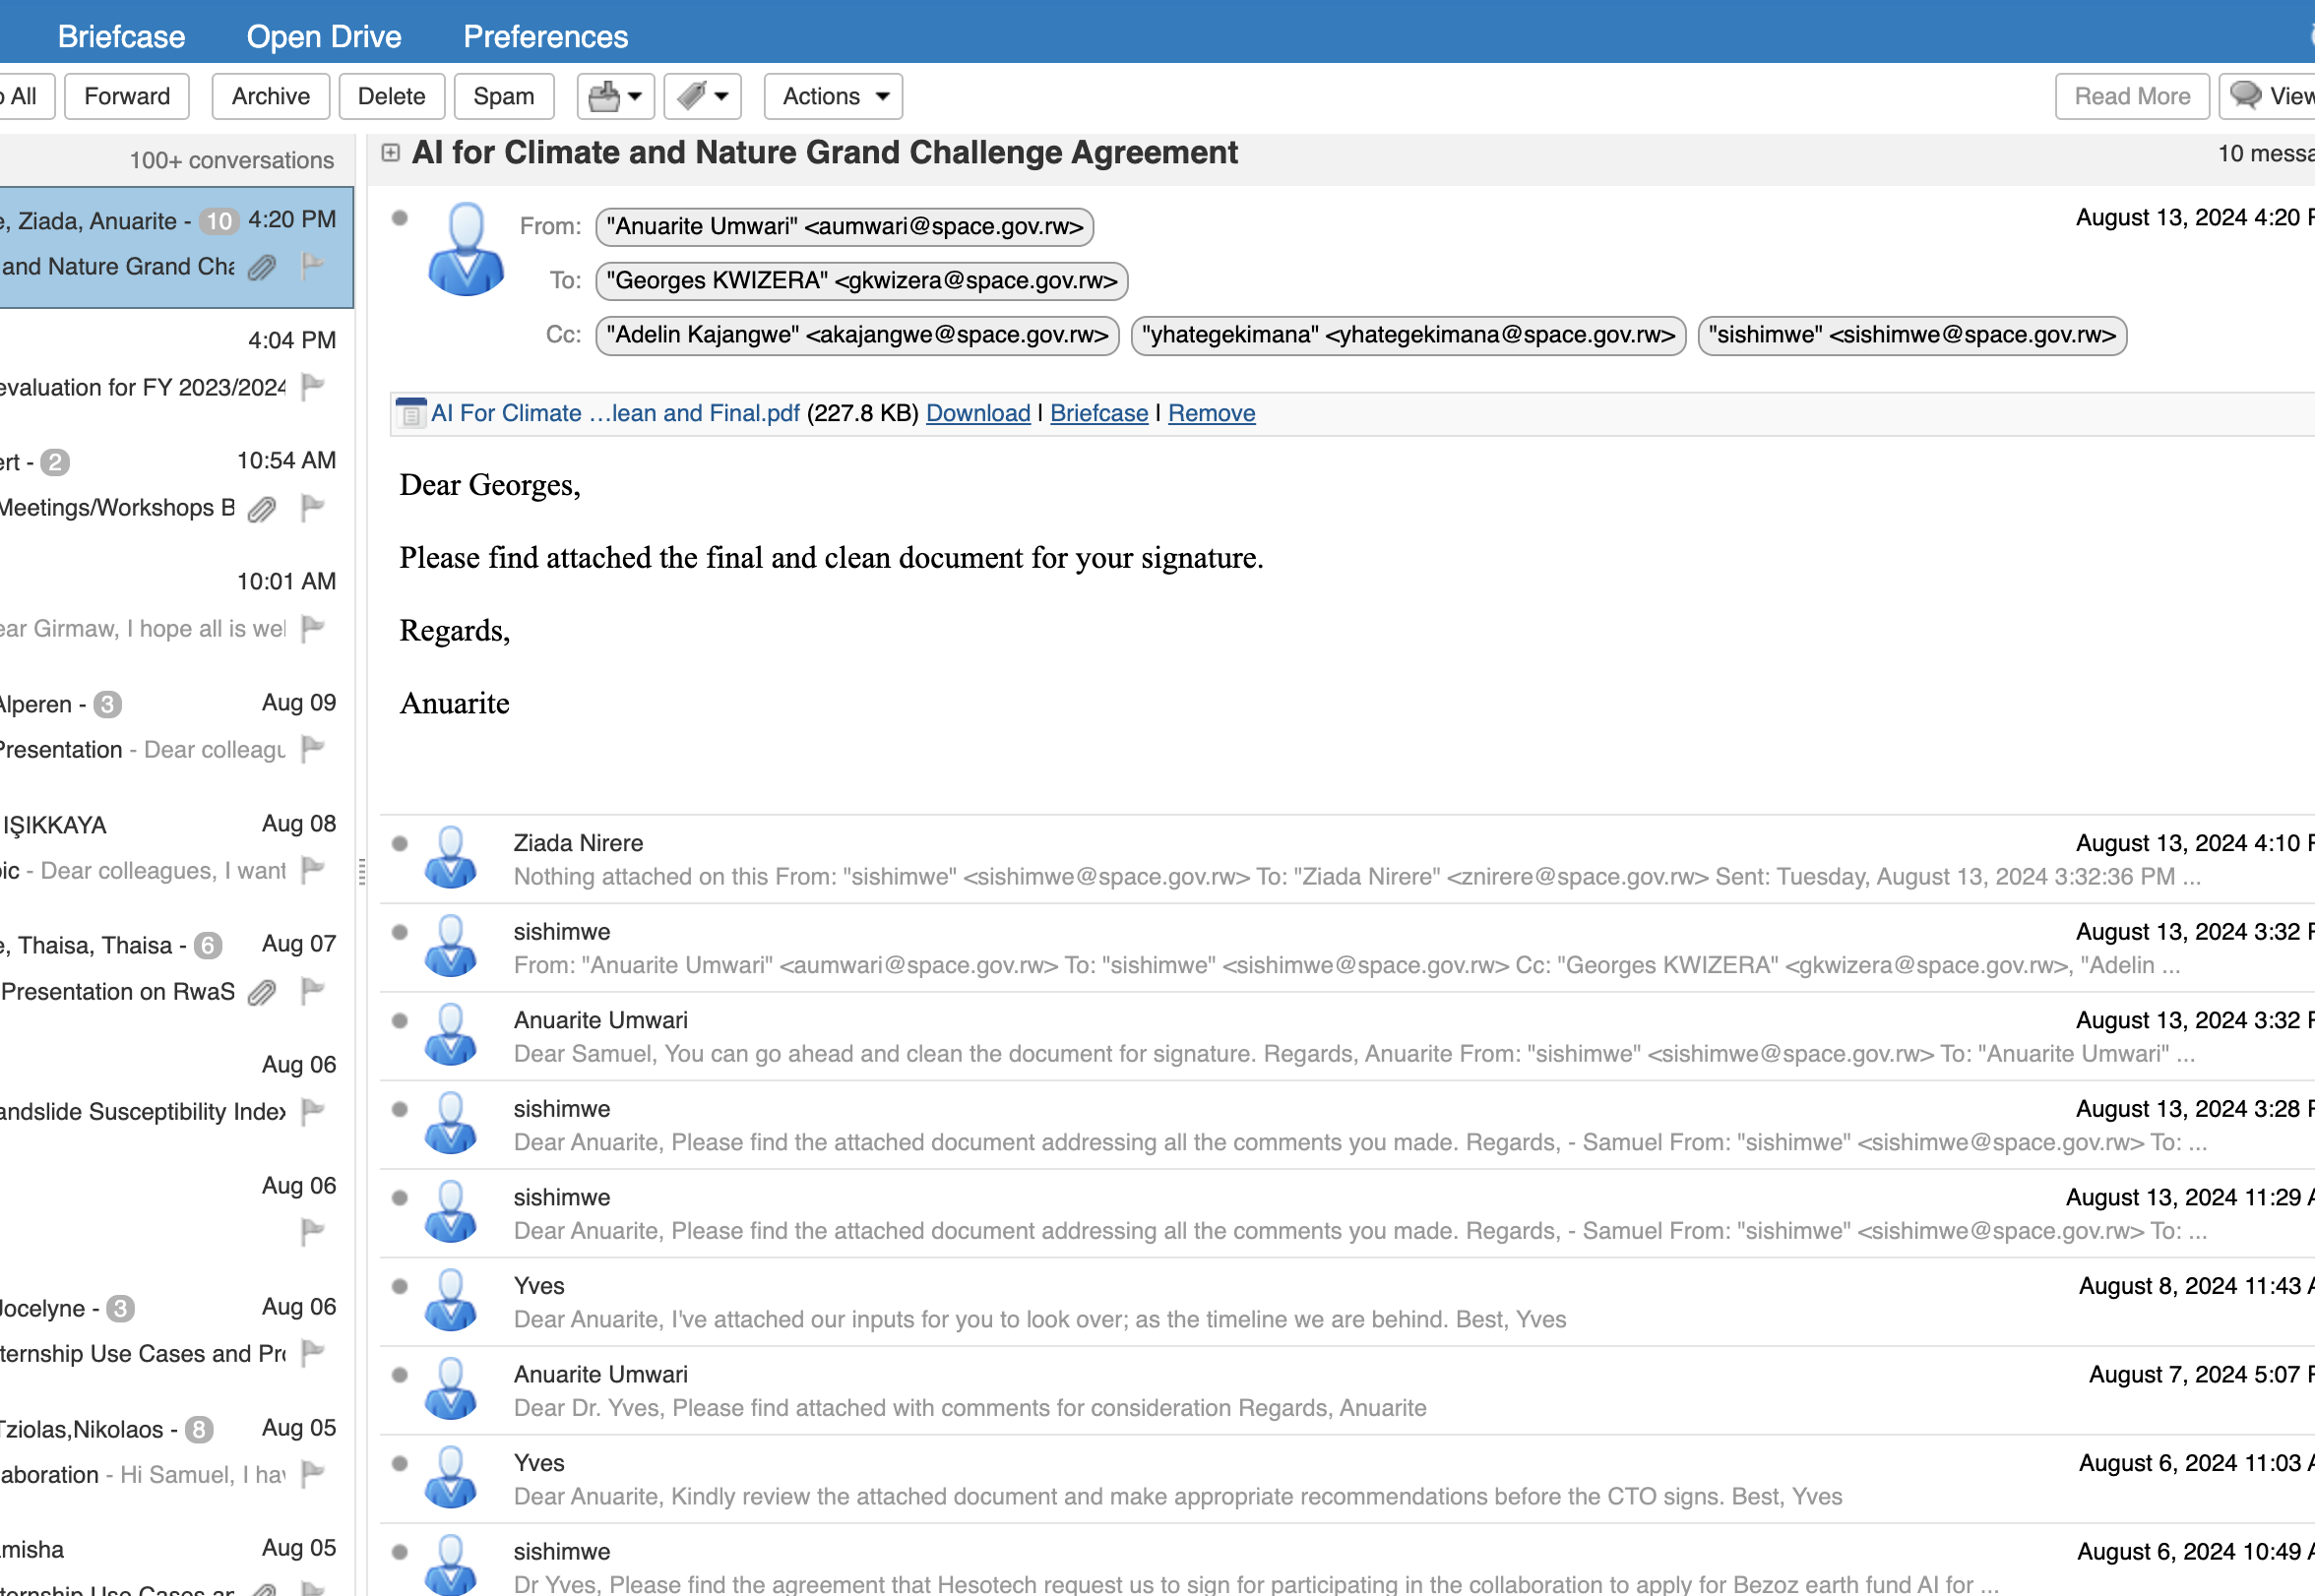 Briefcase Open Drive Preferences
All Forward Archive Delete Spam Actions Read More View
100+ conversations
e, Ziada, Anuarite - 10 4:20 PM
and Nature Grand Cha
4:04 PM
evaluation for FY 2023/2024
ert - 2 10:54 AM
Meetings/Workshops B
10:01 AM
ear Girmaw, I hope all is wel
Alperen - 3 Aug 09
Presentation - Dear colleagu
IŞIKKAYA Aug 08
ic - Dear colleagues, I want
e, Thaisa, Thaisa - 6 Aug 07
Presentation on RwaS
Aug 06
andslide Susceptibility Index
Aug 06
Jocelyne - 3 Aug 06
ternship Use Cases and Pro
Tziolas,Nikolaos - 8 Aug 05
aboration - Hi Samuel, I hav
misha Aug 05
ternship Use Cases ar
AI for Climate and Nature Grand Challenge Agreement 10 messa
From: "Anuarite Umwari" <aumwari@space.gov.rw> August 13, 2024 4:20 P
To: "Georges KWIZERA" <gkwizera@space.gov.rw>
Cc: "Adelin Kajangwe" <akajangwe@space.gov.rw> "yhategekimana" <yhategekimana@space.gov.rw> "sishimwe" <sishimwe@space.gov.rw>
AI For Climate …lean and Final.pdf (227.8 KB) Download | Briefcase | Remove
Dear Georges,
Please find attached the final and clean document for your signature.
Regards,
Anuarite
Ziada Nirere August 13, 2024 4:10 P
Nothing attached on this From: "sishimwe" <sishimwe@space.gov.rw> To: "Ziada Nirere" <znirere@space.gov.rw> Sent: Tuesday, August 13, 2024 3:32:36 PM ...
sishimwe August 13, 2024 3:32 P
From: "Anuarite Umwari" <aumwari@space.gov.rw> To: "sishimwe" <sishimwe@space.gov.rw> Cc: "Georges KWIZERA" <gkwizera@space.gov.rw>, "Adelin ...
Anuarite Umwari August 13, 2024 3:32 P
Dear Samuel, You can go ahead and clean the document for signature. Regards, Anuarite From: "sishimwe" <sishimwe@space.gov.rw> To: "Anuarite Umwari" ...
sishimwe August 13, 2024 3:28 P
Dear Anuarite, Please find the attached document addressing all the comments you made. Regards, - Samuel From: "sishimwe" <sishimwe@space.gov.rw> To: ...
sishimwe August 13, 2024 11:29 A
Dear Anuarite, Please find the attached document addressing all the comments you made. Regards, - Samuel From: "sishimwe" <sishimwe@space.gov.rw> To: ...
Yves August 8, 2024 11:43 A
Dear Anuarite, I've attached our inputs for you to look over; as the timeline we are behind. Best, Yves
Anuarite Umwari August 7, 2024 5:07 P
Dear Dr. Yves, Please find attached with comments for consideration Regards, Anuarite
Yves August 6, 2024 11:03 A
Dear Anuarite, Kindly review the attached document and make appropriate recommendations before the CTO signs. Best, Yves
sishimwe August 6, 2024 10:49 A
Dr Yves, Please find the agreement that Hesotech request us to sign for participating in the collaboration to apply for Bezoz earth fund AI for ...